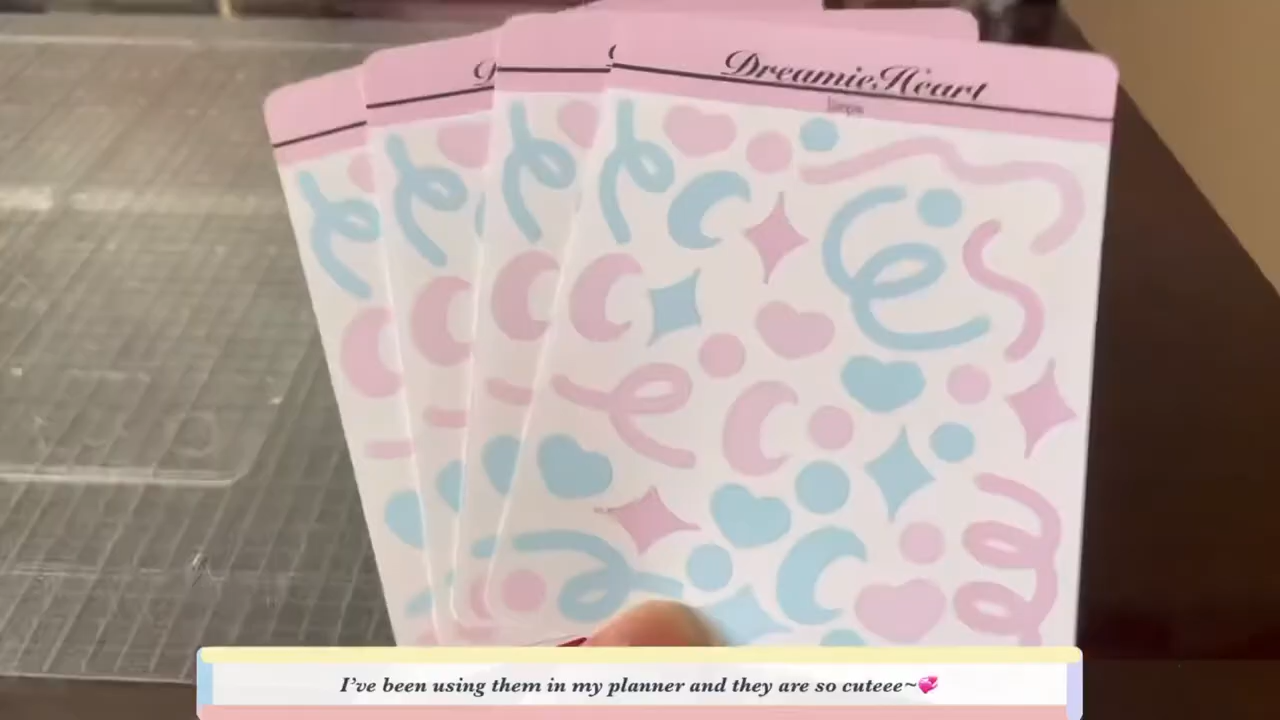 DreamieHeart
I've been using them in my planner and they are so cuteee~💞